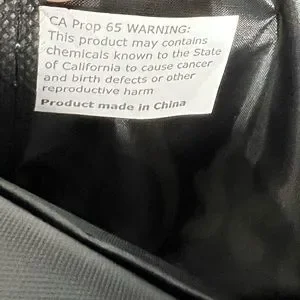 CA Prop 65 WARNING:
This product may contains
chemicals known to the State
of California to cause cancer
and birth defects or other
reproductive harm
Product made in China